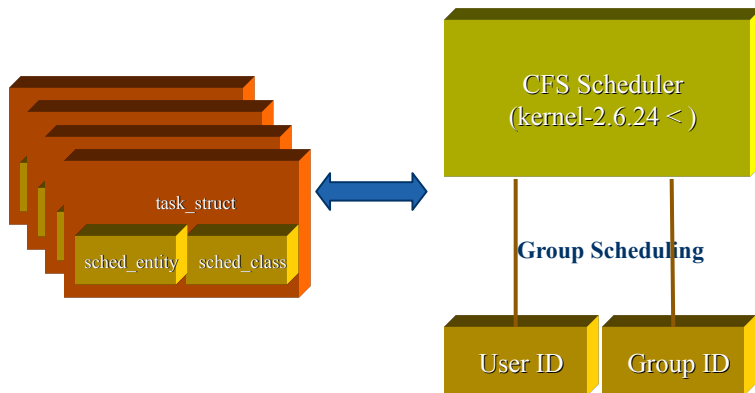 CFS Scheduler
(kernel-2.6.24 < )
task_struct
sched_entity
sched_class
Group Scheduling
User ID
Group ID